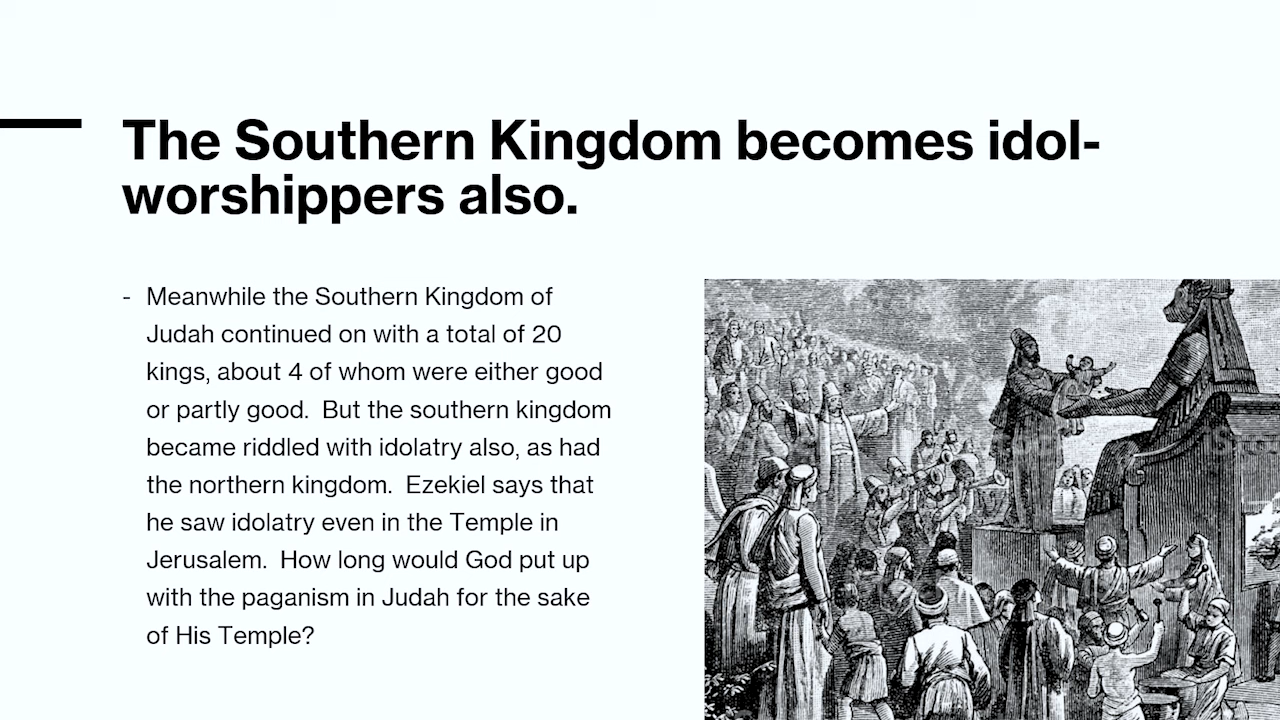 The Southern Kingdom becomes idol-
worshippers also.
- Meanwhile the Southern Kingdom of
Judah continued on with a total of 20
kings, about 4 of whom were either good
or partly good.  But the southern kingdom
became riddled with idolatry also, as had
the northern kingdom.  Ezekiel says that
he saw idolatry even in the Temple in
Jerusalem.  How long would God put up
with the paganism in Judah for the sake
of His Temple?